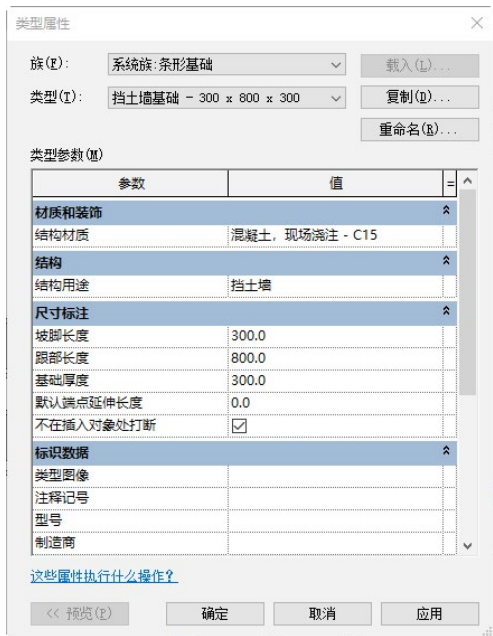 类型属性
族(F): 系统族:条形基础 载入(L)...
类型(T): 挡土墙基础 - 300 x 800 x 300 复制(D)...
重命名(R)...
类型参数(M)
参数 值 =
材质和装饰
结构材质 混凝土，现场浇注 - C15
结构
结构用途 挡土墙
尺寸标注
坡脚长度 300.0
跟部长度 800.0
基础厚度 300.0
默认端点延伸长度 0.0
不在插入对象处打断
标识数据
类型图像
注释记号
型号
制造商
这些属性执行什么操作?
<< 预览(P) 确定 取消 应用